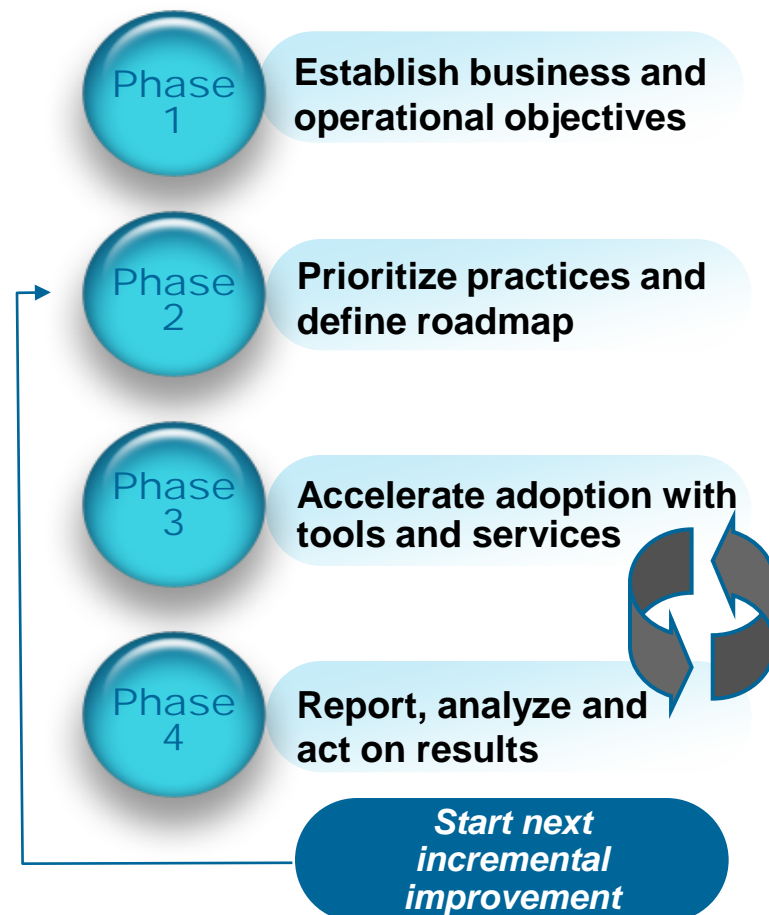 Phase
1
Establish business and
operational objectives
Phase
2
Prioritize practices and
define roadmap
Phase
3
Accelerate adoption with
tools and services
Phase
4
Report, analyze and
act on results
Start next
incremental
improvement